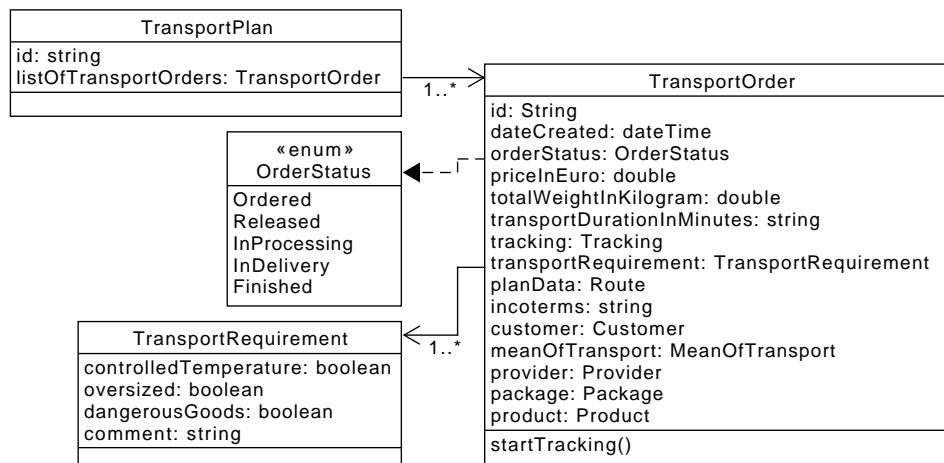 TransportPlan
id: string
listOfTransportOrders: TransportOrder
1..*
«enum»
OrderStatus
Ordered
Released
InProcessing
InDelivery
Finished
TransportRequirement
controlledTemperature: boolean
oversized: boolean
dangerousGoods: boolean
comment: string
1..*
TransportOrder
id: String
dateCreated: dateTime
orderStatus: OrderStatus
priceInEuro: double
totalWeightInKilogram: double
transportDurationInMinutes: string
tracking: Tracking
transportRequirement: TransportRequirement
planData: Route
incoterms: string
customer: Customer
meanOfTransport: MeanOfTransport
provider: Provider
package: Package
product: Product
startTracking()